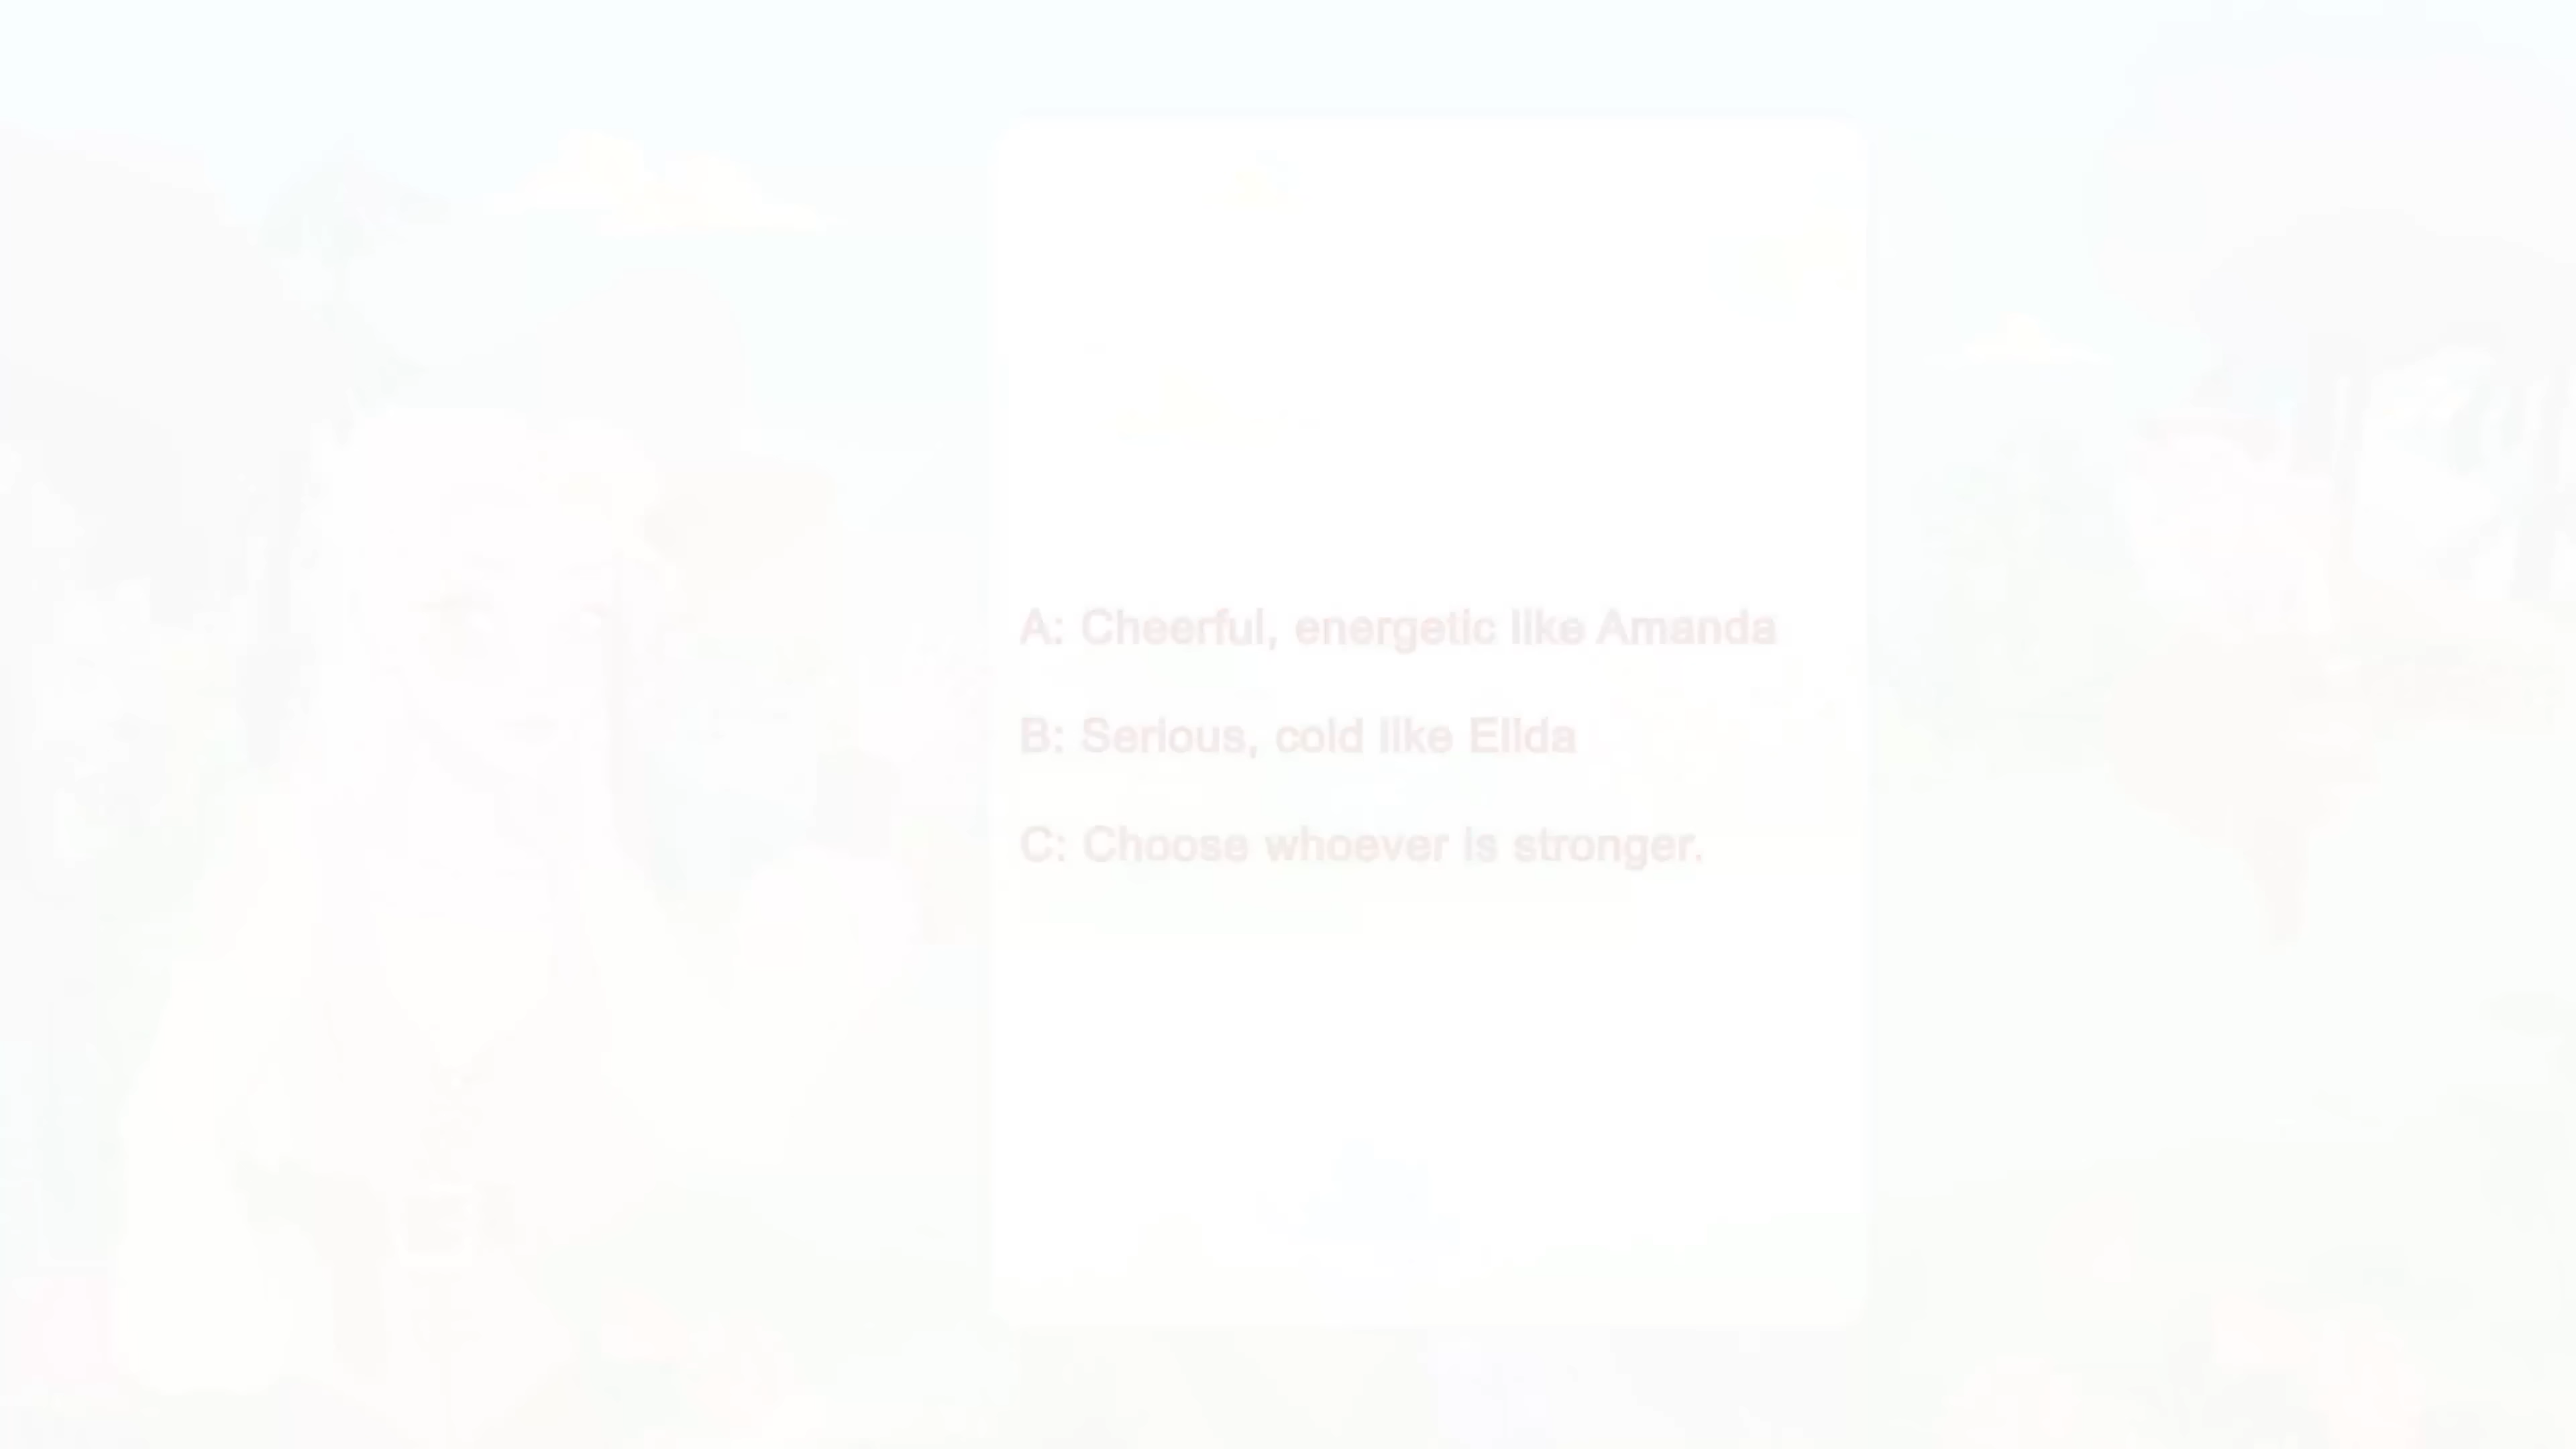 A: Cheerful, energetic like Amanda
B: Serious, cold like Elida
C: Choose whoever is stronger.